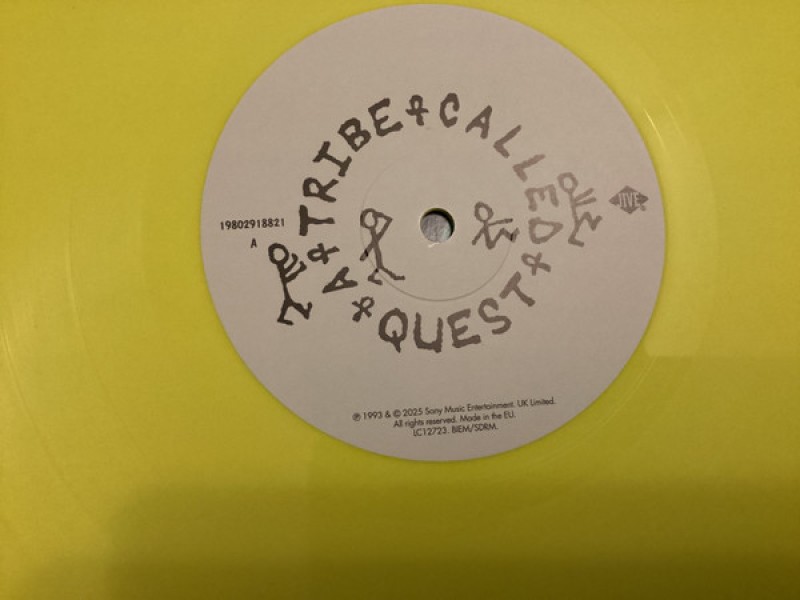 A & TRIBE & CALLED & QUEST &
19802918821
A
JIVE
℗ 1993 & © 2025 Sony Music Entertainment. UK Limited.
All rights reserved. Made in the EU.
LC12723. BIEM/SDRM.